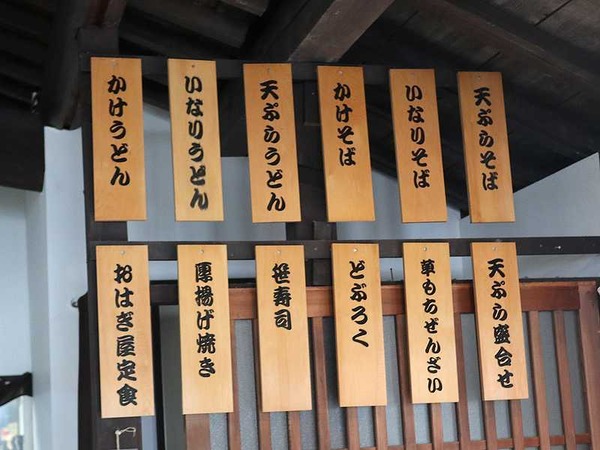 かけうどん
いなりうどん
天ぷらうどん
かけそば
いなりそば
天ぷらそば
おはぎ屋定食
厚揚げ焼き
笹寿司
どぶろく
草もちぜんざい
天ぷら盛合せ